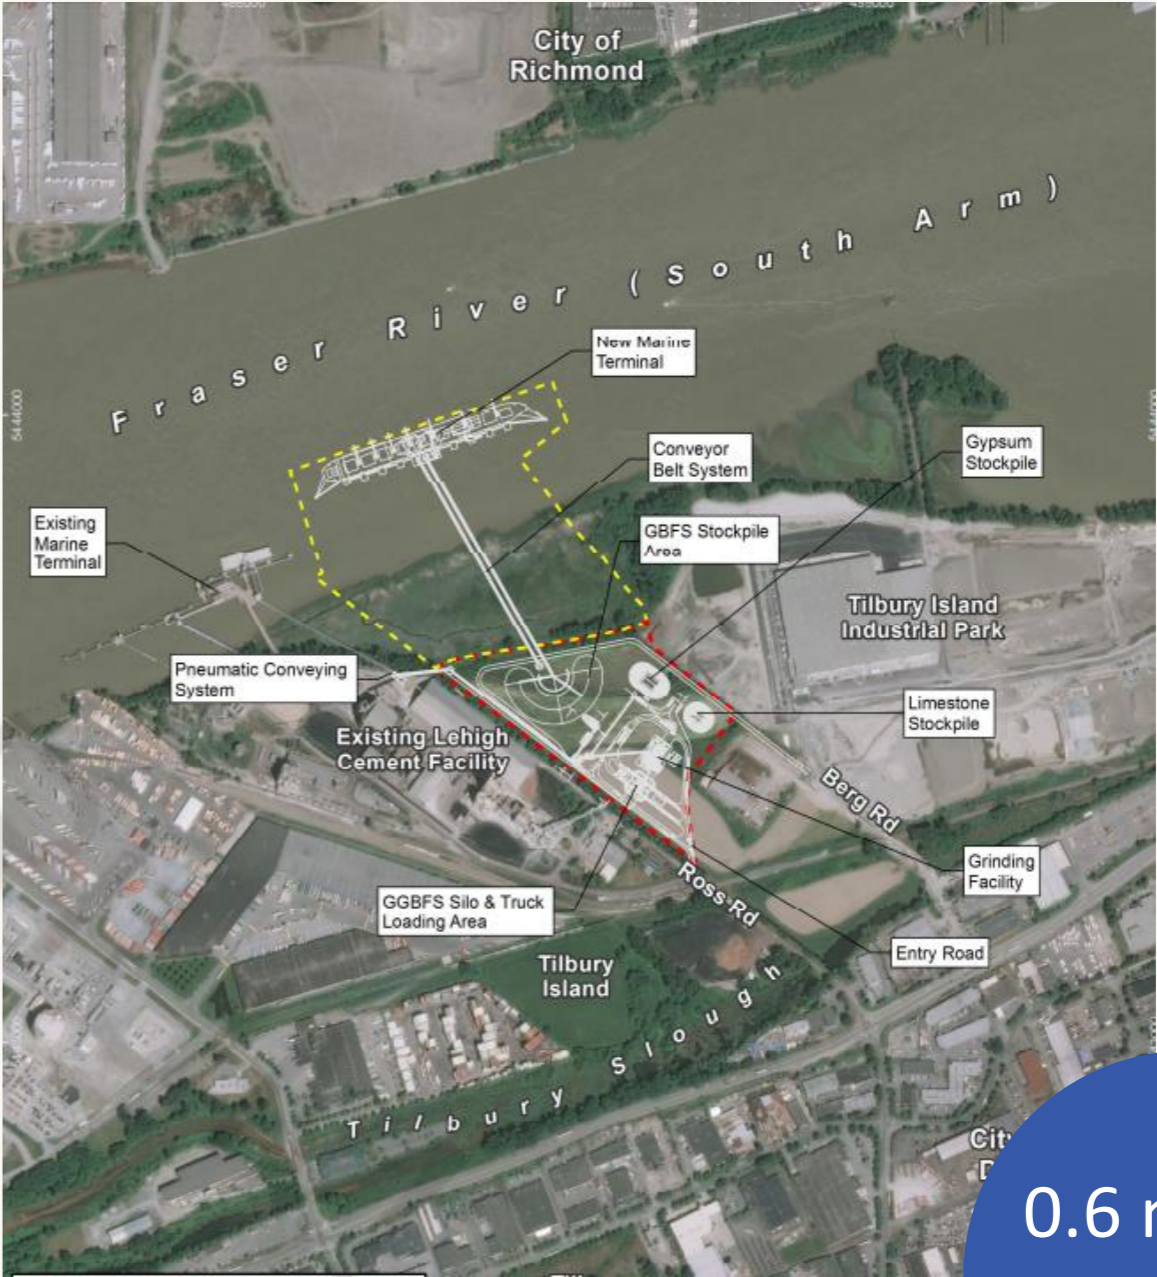 City of
Richmond
Fraser River (South Arm)
New Marine
Terminal
Conveyor
Belt System
Gypsum
Stockpile
5444000
Existing
Marine
Terminal
GBFS Stockpile
Area
Tilbury Island
Industrial Park
Pneumatic Conveying
System
Limestone
Stockpile
Existing Lehigh
Cement Facility
Berg Rd
Grinding
Facility
Ross Rd
GGBFS Silo & Truck
Loading Area
Entry Road
Tilbury
Island
Tilbury Slough
City
0.6